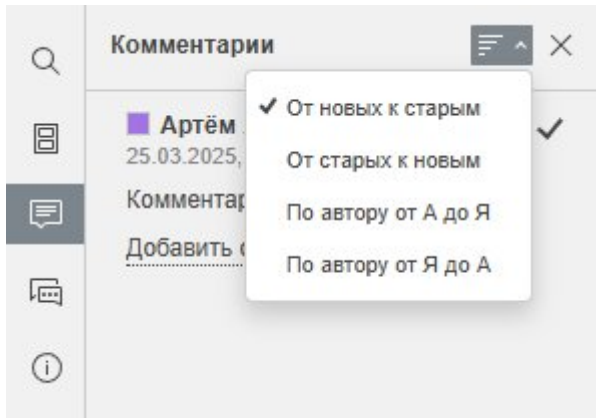 Комментарии
От новых к старым
От старых к новым
По автору от А до Я
По автору от Я до А
Артём
25.03.2025,
Добавить